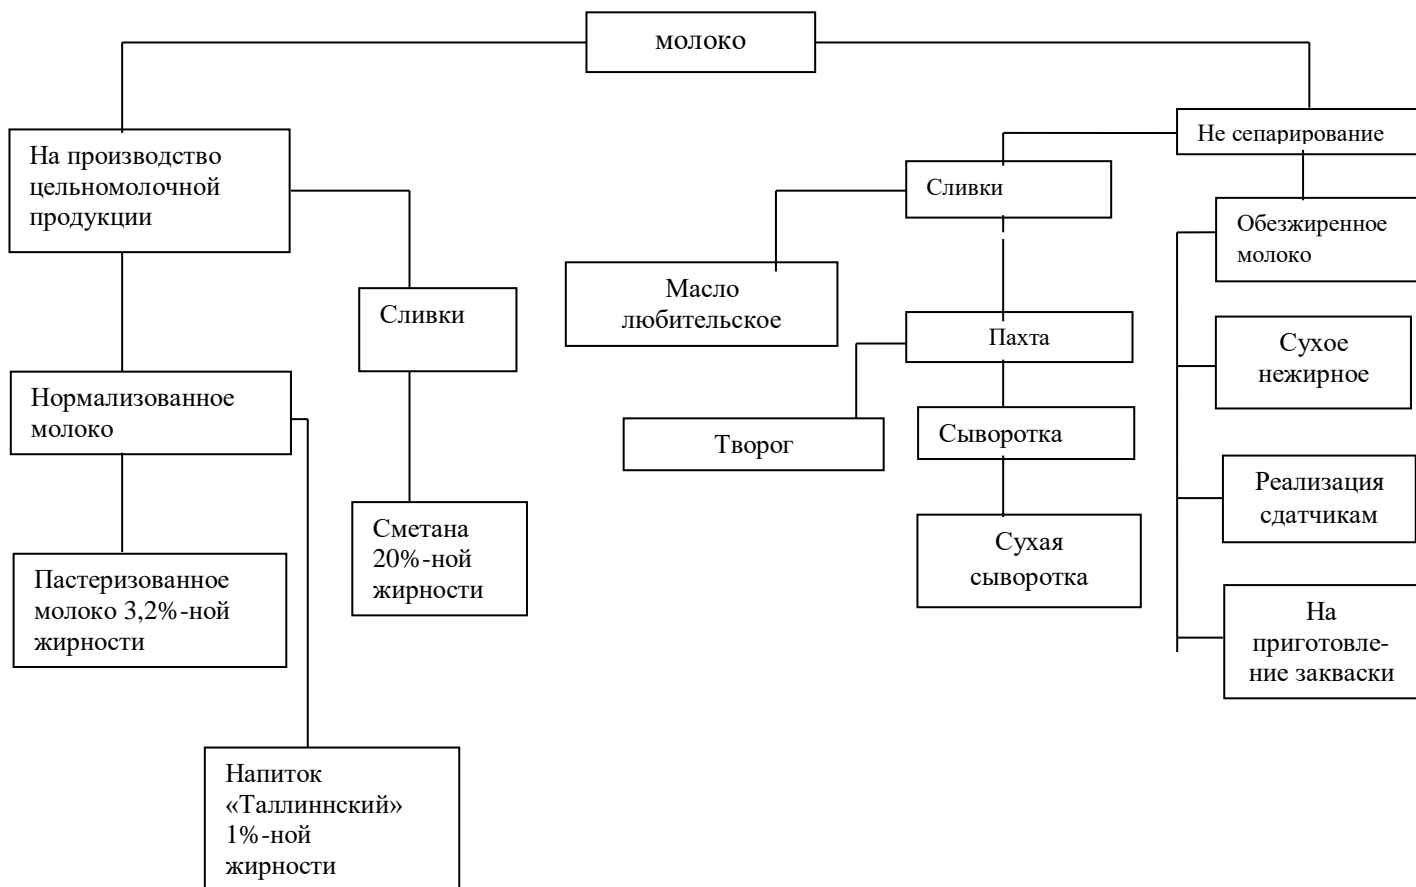 молоко
На производство
цельномолочной
продукции
Не сепарирование
Сливки
Обезжиренное
молоко
Масло
любительское
Сливки
Пахта
Сухое
нежирное
Нормализованное
молоко
Творог
Сыворотка
Реализация
сдатчикам
Сметана
20%-ной
жирности
Сухая
сыворотка
Пастеризованное
молоко 3,2%-ной
жирности
На
приготовле-
ние закваски
Напиток
«Таллиннский»
1%-ной
жирности